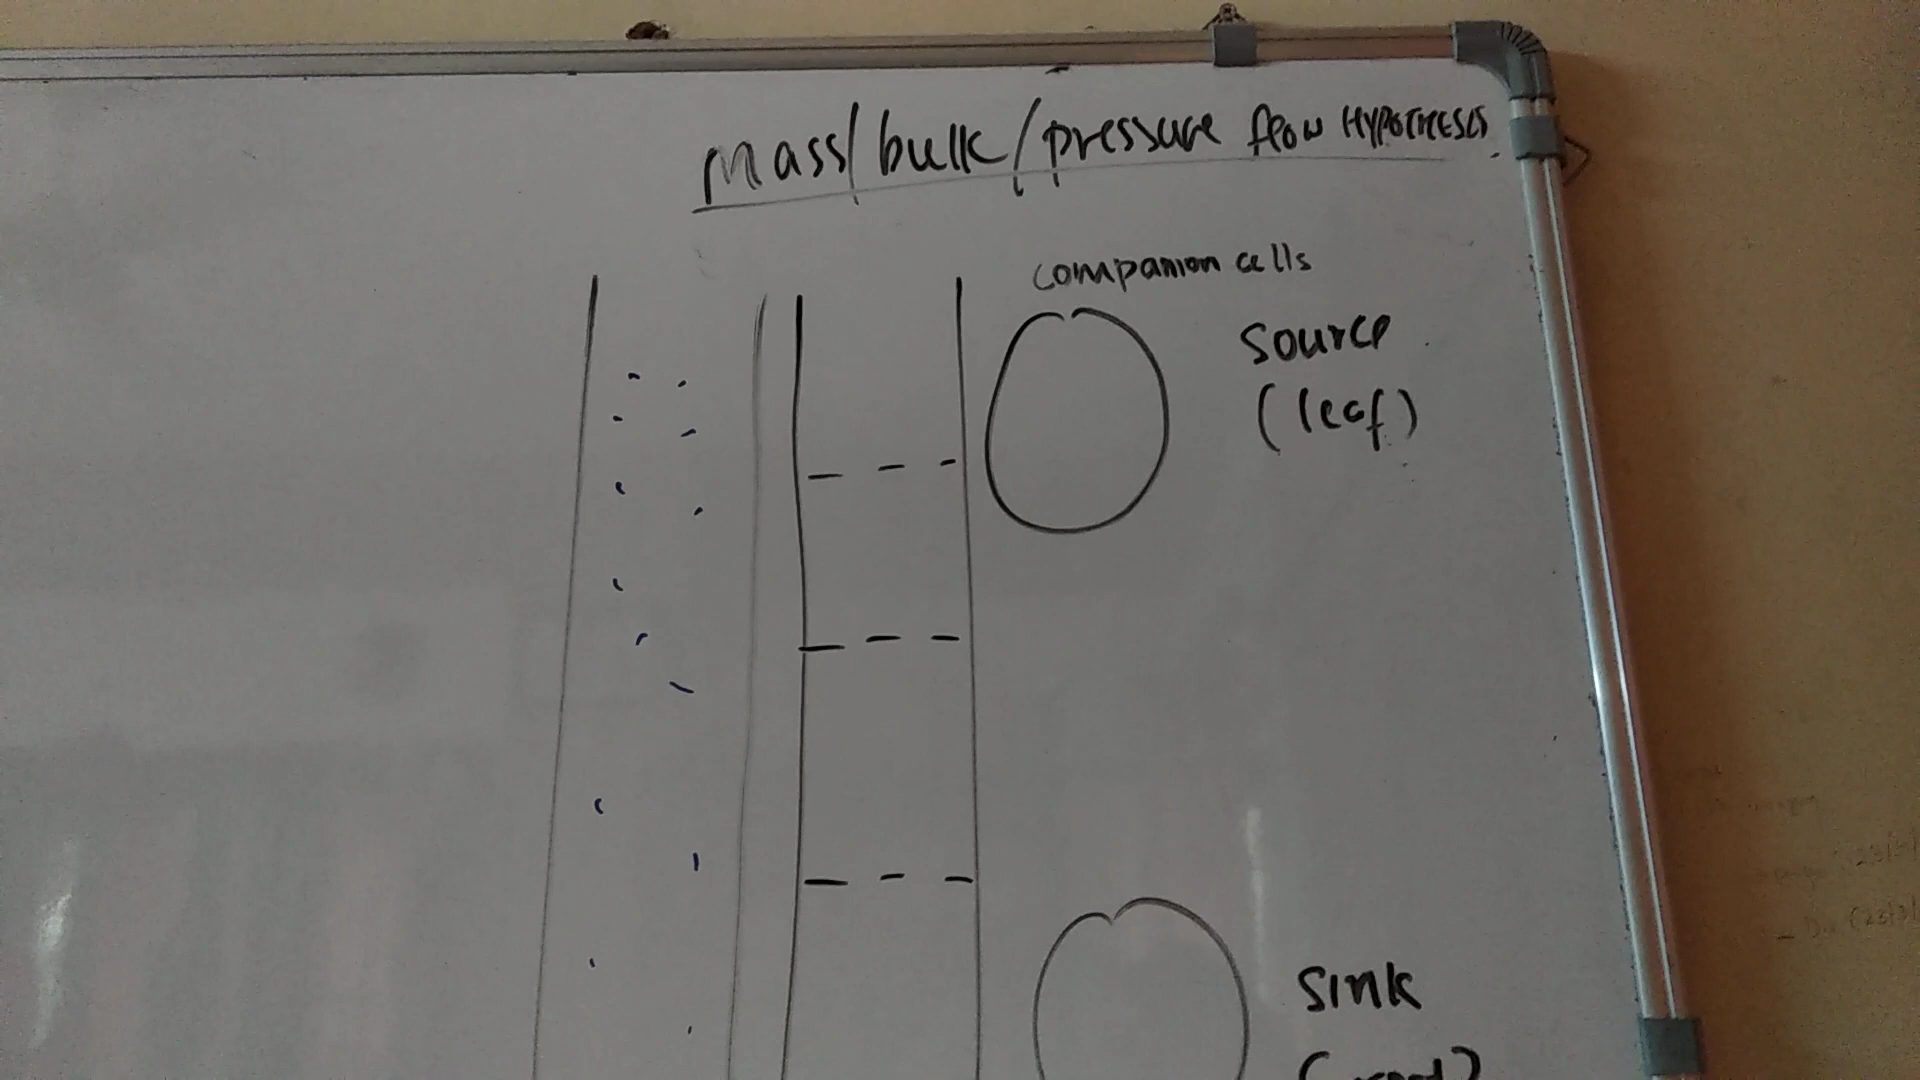 mass/bulk/pressure flow HYPOTHESIS
companion cells
source
(leaf)
sink